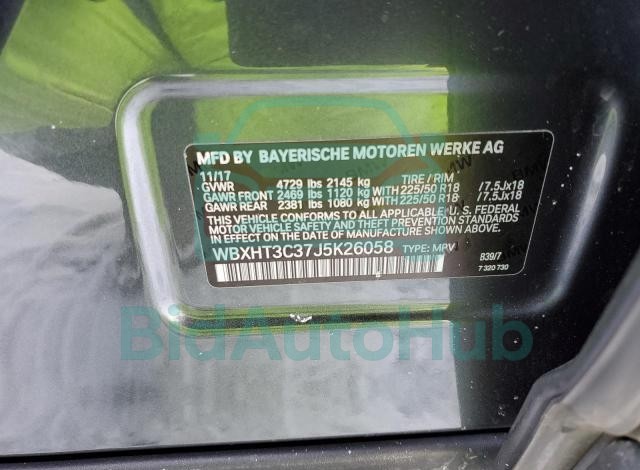 MFD BY BAYERISCHE MOTOREN WERKE AG
11/17
GVWR 4729 lbs 2145 kg TIRE / RIM
GAWR FRONT 2469 lbs 1120 kg WITH 225/50 R18 /7.5Jx18
GAWR REAR 2381 lbs 1080 kg WITH 225/50 R18 /7.5Jx18
THIS VEHICLE CONFORMS TO ALL APPLICABLE U.S. FEDERAL
MOTOR VEHICLE SAFETY, BUMPER, AND THEFT PREVENTION
STANDARDS IN EFFECT ON THE DATE OF MANUFACTURE SHOWN ABOVE.
WBXHT3C37J5K26058 TYPE: MPV B39/7
7 320 730
BidAutoHub